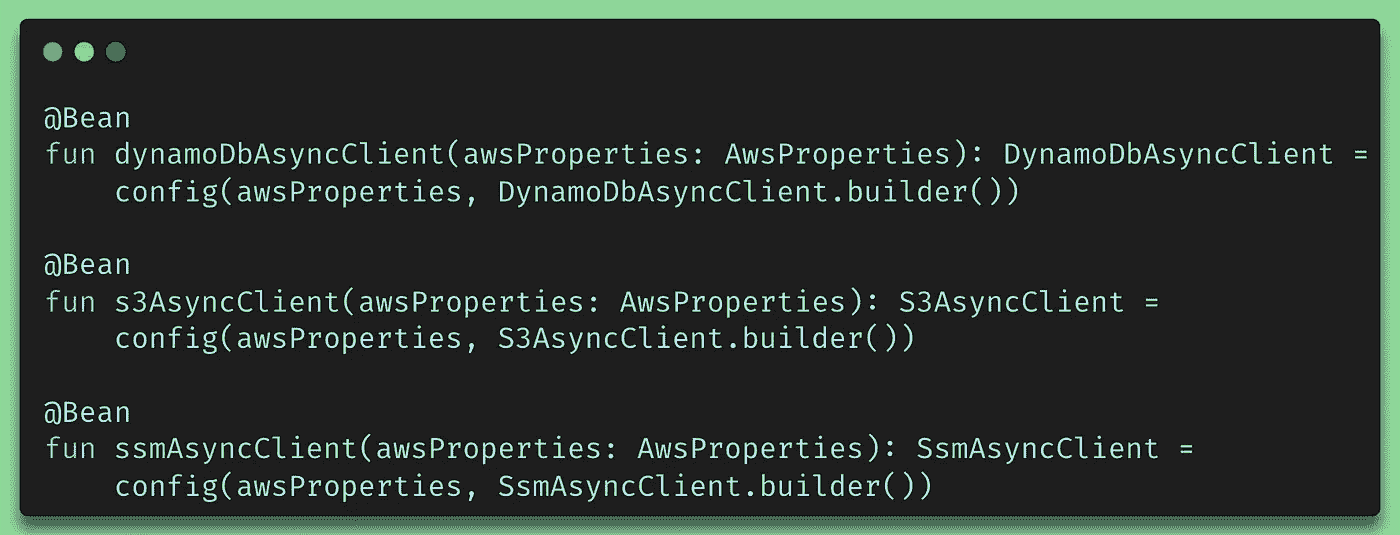 @Bean
fun dynamoDbAsyncClient(awsProperties: AwsProperties): DynamoDbAsyncClient =
    config(awsProperties, DynamoDbAsyncClient.builder())
@Bean
fun s3AsyncClient(awsProperties: AwsProperties): S3AsyncClient =
    config(awsProperties, S3AsyncClient.builder())
@Bean
fun ssmAsyncClient(awsProperties: AwsProperties): SsmAsyncClient =
    config(awsProperties, SsmAsyncClient.builder())